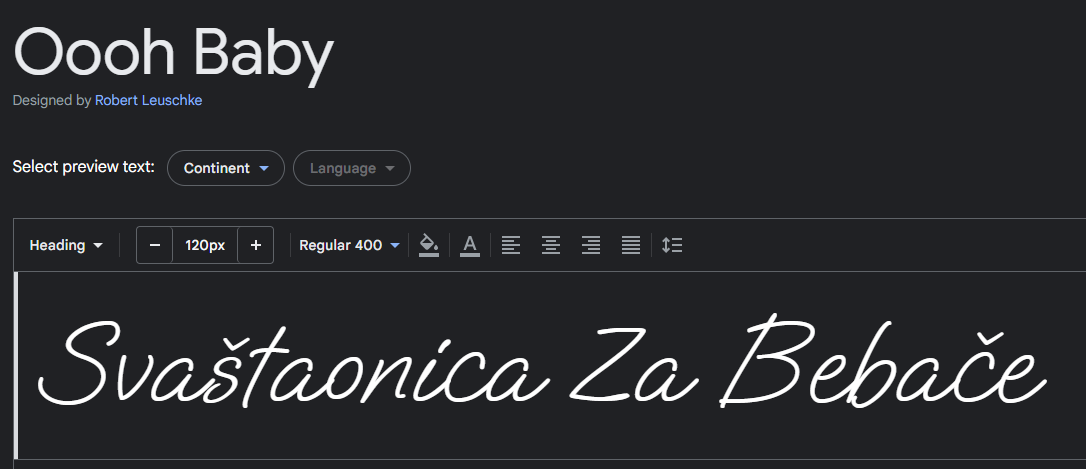 Oooh Baby
Designed by Robert Leuschke
Select preview text: Continent Language
Heading − 120px + Regular 400 A
Svaštaonica Za Bebače